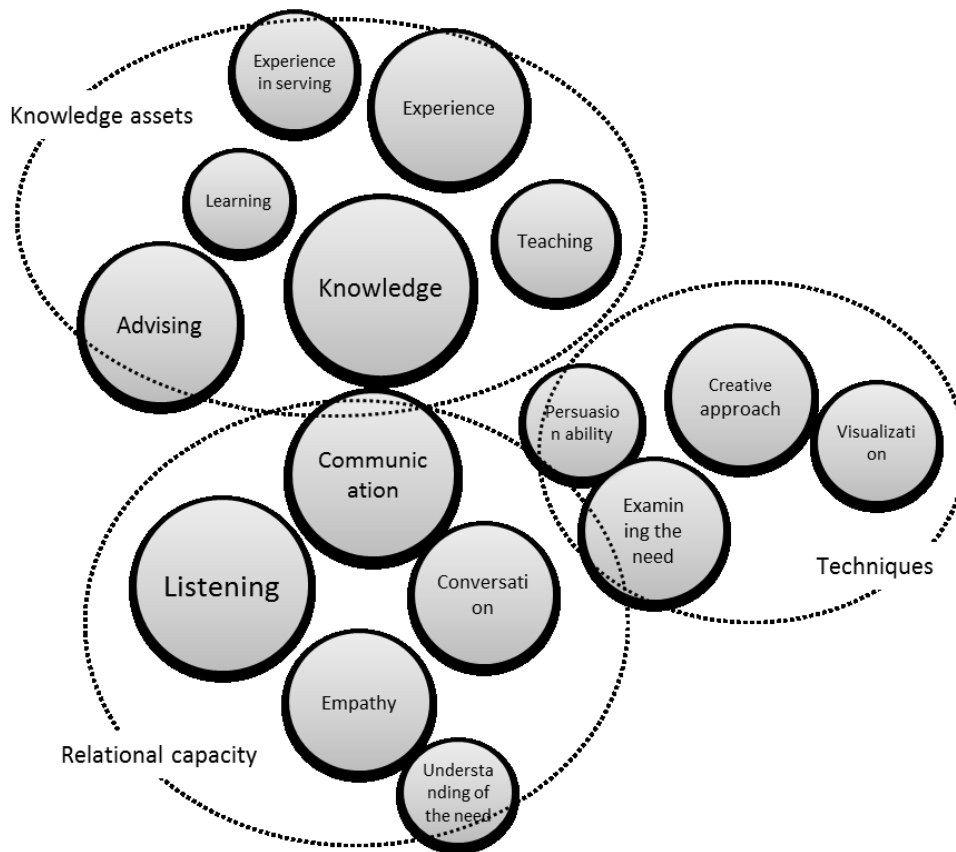 Knowledge assets
Experience
in serving
Experience
Learning
Teaching
Knowledge
Advising
Persuasio
n ability
Creative
approach
Visualizati
on
Communic
ation
Examin
ing the
need
Techniques
Listening
Conversati
on
Empathy
Relational capacity
Understa
nding of
the need